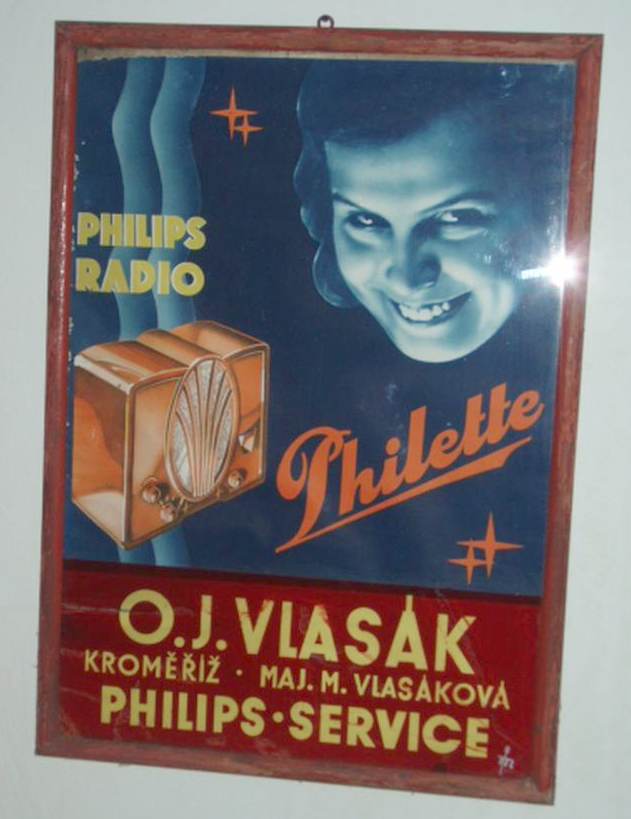 PHILIPS
RADIO
Philette
O.J. VLASÁK
KROMĚŘÍŽ · MAJ. M. VLASÁKOVÁ
PHILIPS · SERVICE